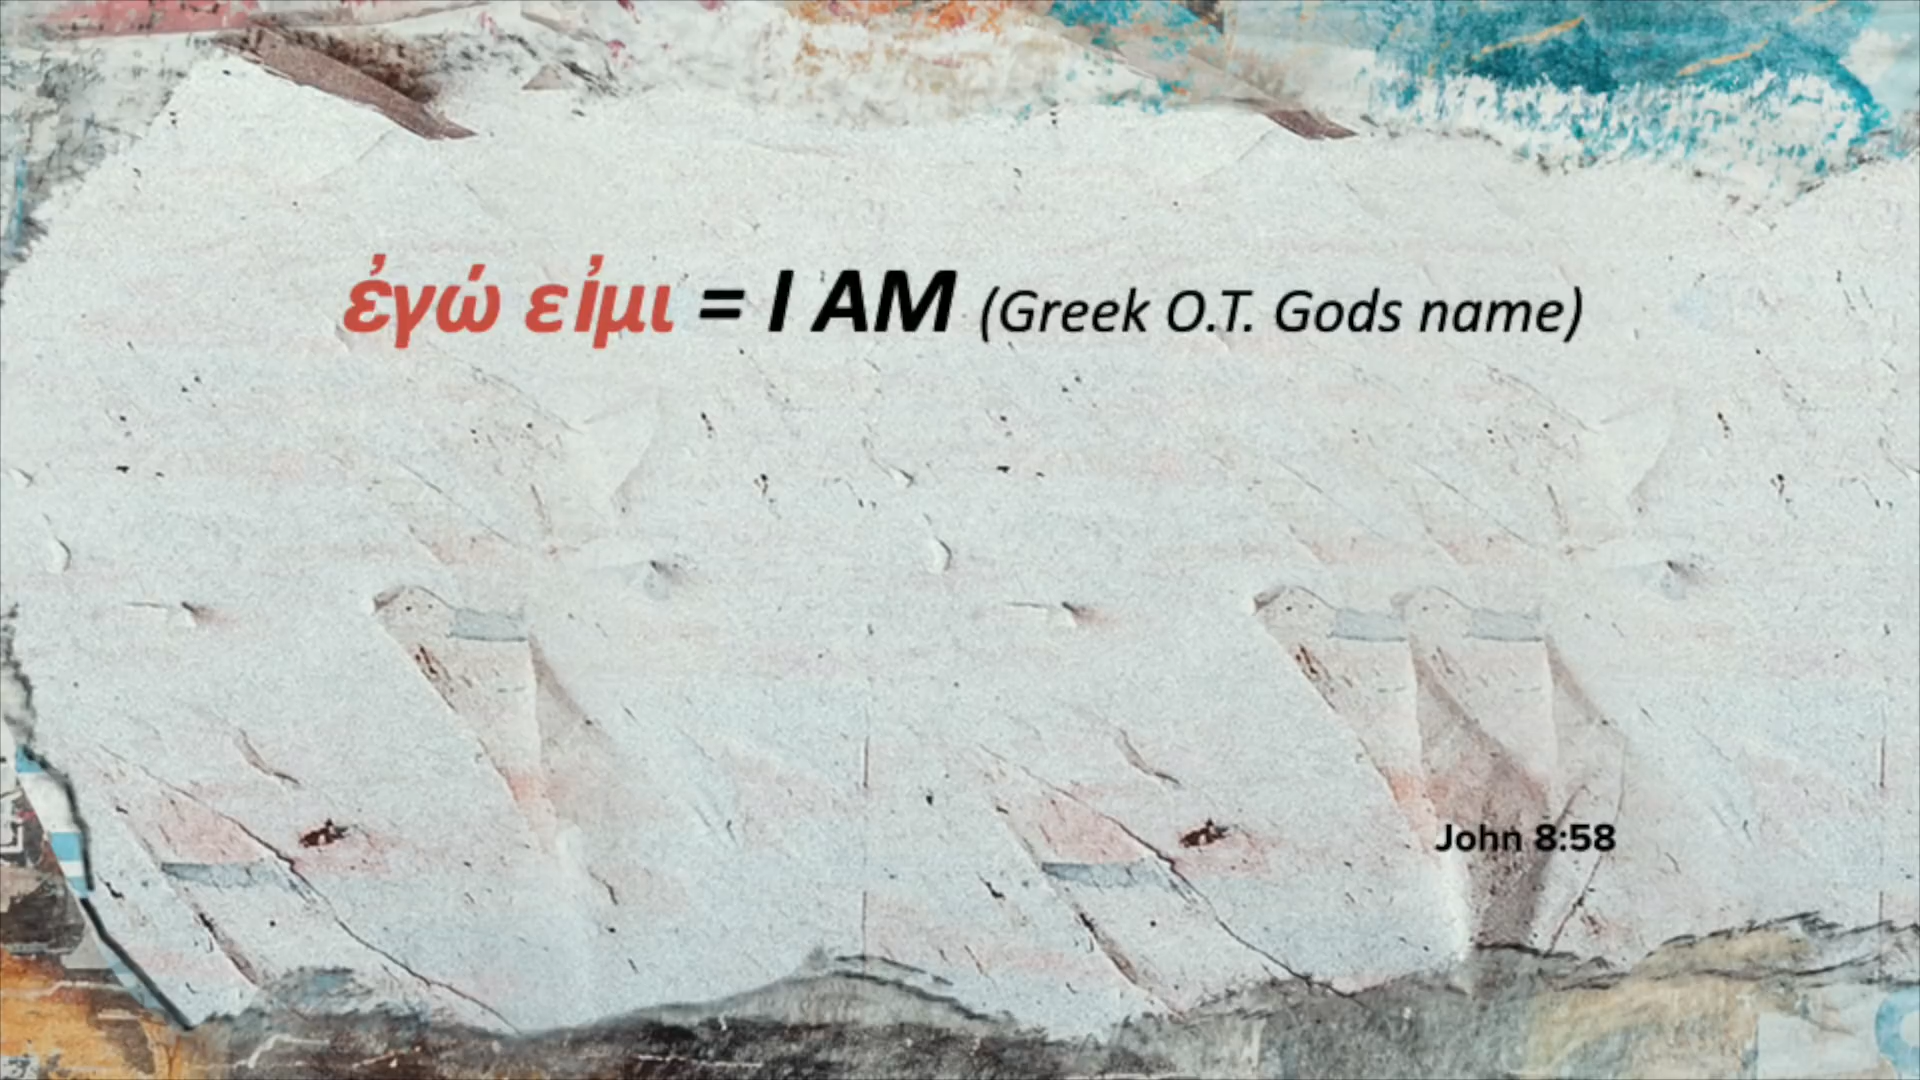 ἐγώ εἰμι = I AM (Greek O.T. Gods name)
John 8:58